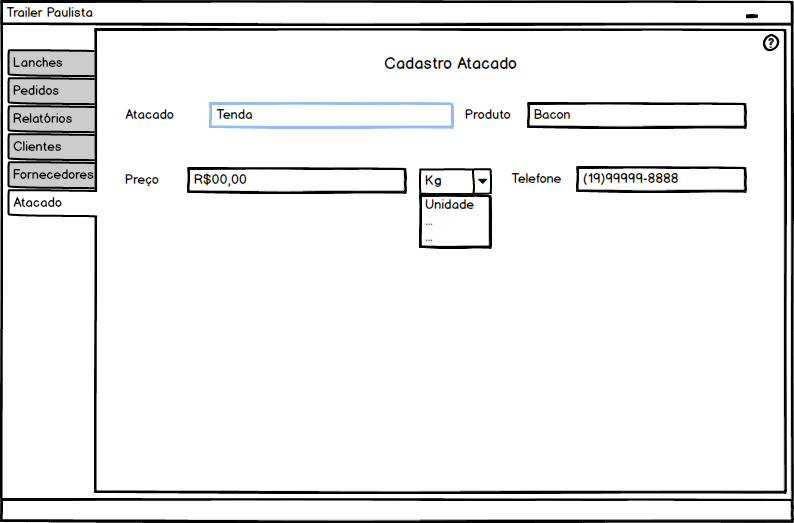 Trailer Paulista
?
Lanches
Pedidos
Relatórios
Clientes
Fornecedores
Atacado
Cadastro Atacado
Atacado Tenda Produto Bacon
Preço R$00,00 Kg Telefone (19)99999-8888
Unidade
...
...